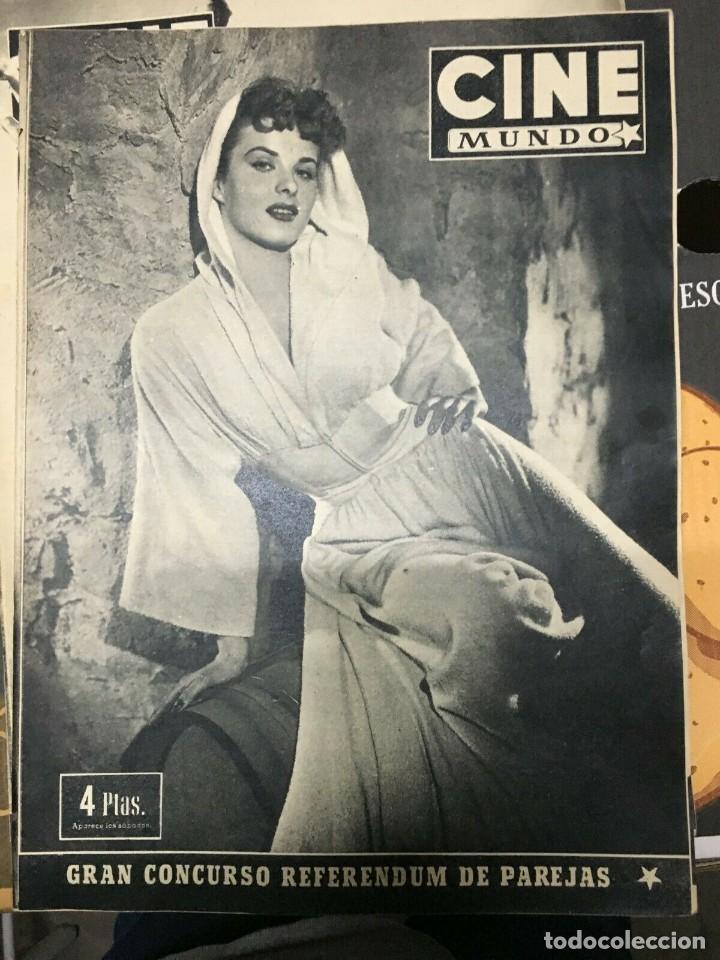 CINE
MUNDO
ESC
4 Ptas.
Aparece los sábados.
GRAN CONCURSO REFERENDUM DE PAREJAS
todocoleccion